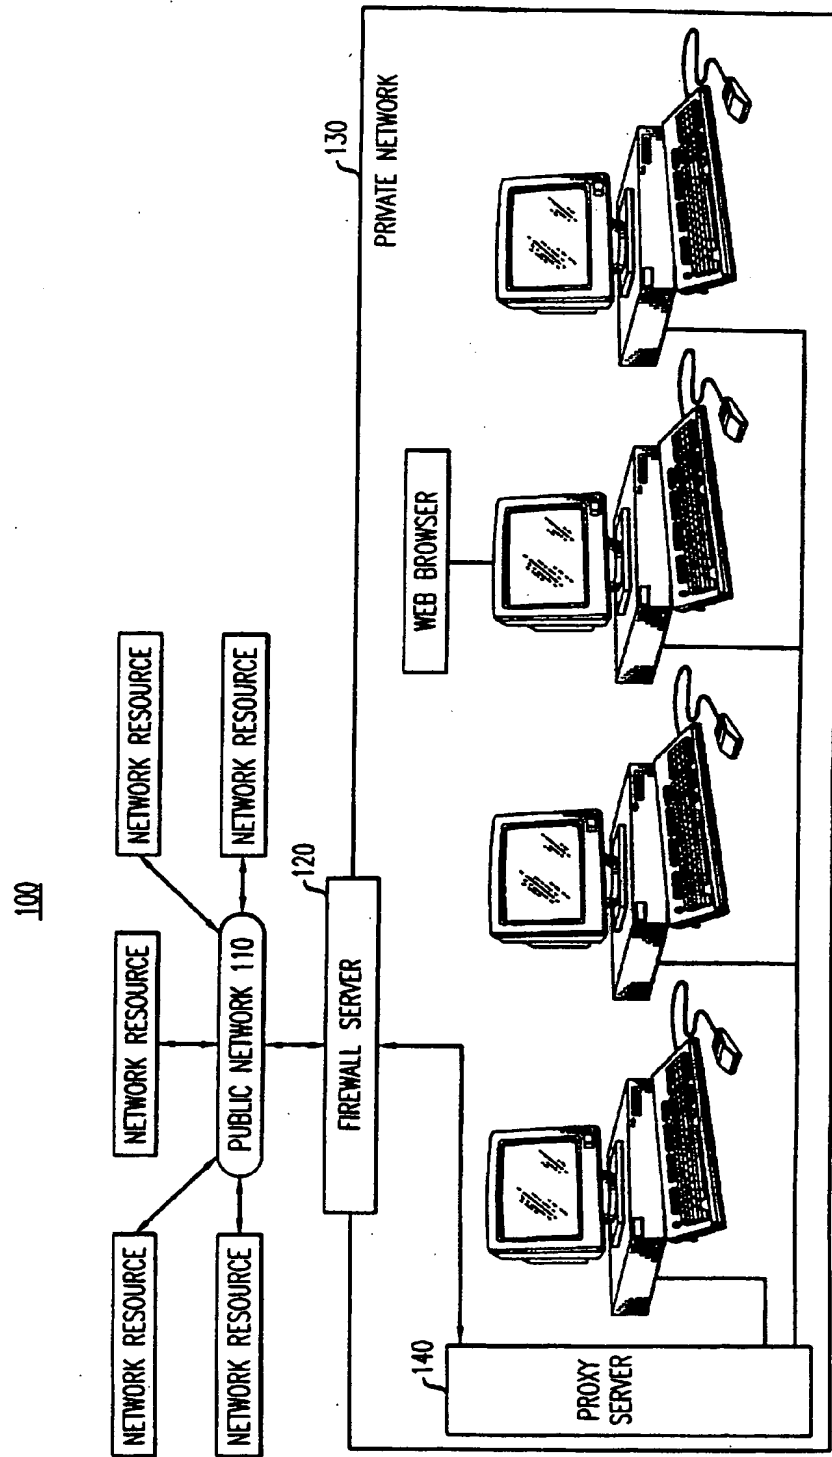 100
NETWORK RESOURCE
NETWORK RESOURCE
NETWORK RESOURCE
NETWORK RESOURCE
NETWORK RESOURCE
PUBLIC NETWORK 110
120
FIREWALL SERVER
130
PRIVATE NETWORK
WEB BROWSER
140
PROXY
SERVER